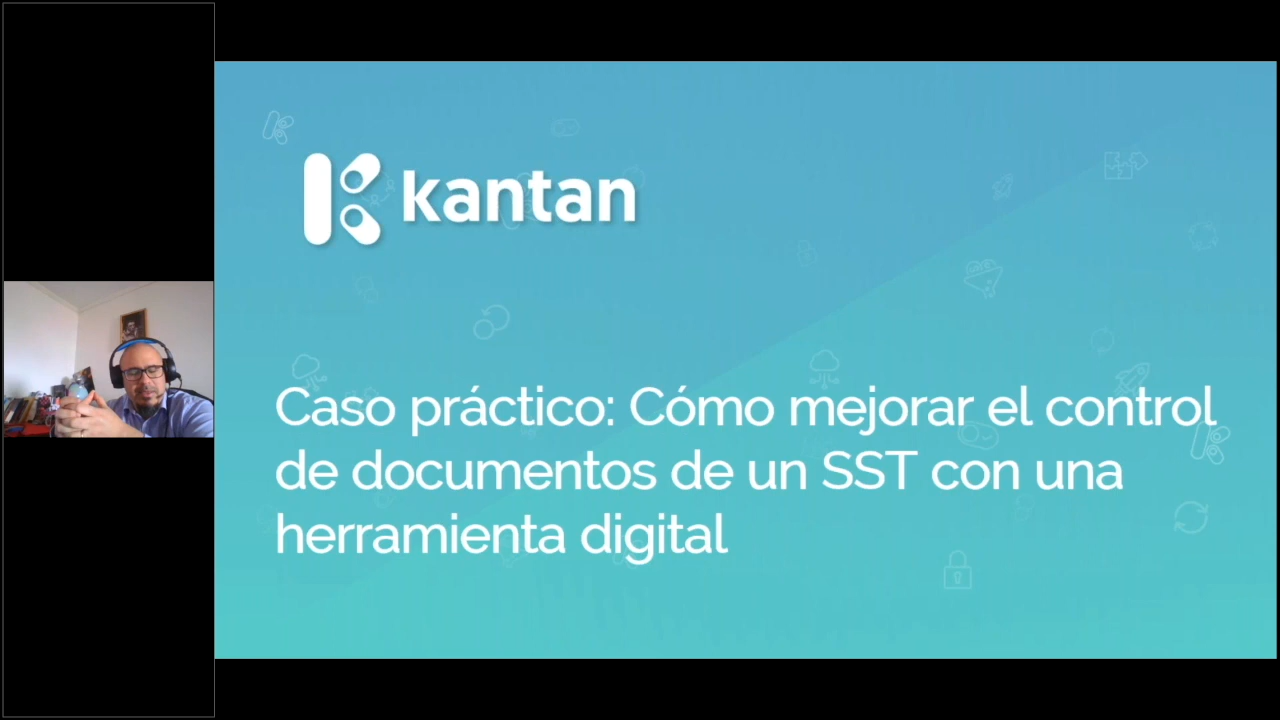 kantan
Caso práctico: Cómo mejorar el control
de documentos de un SST con una
herramienta digital